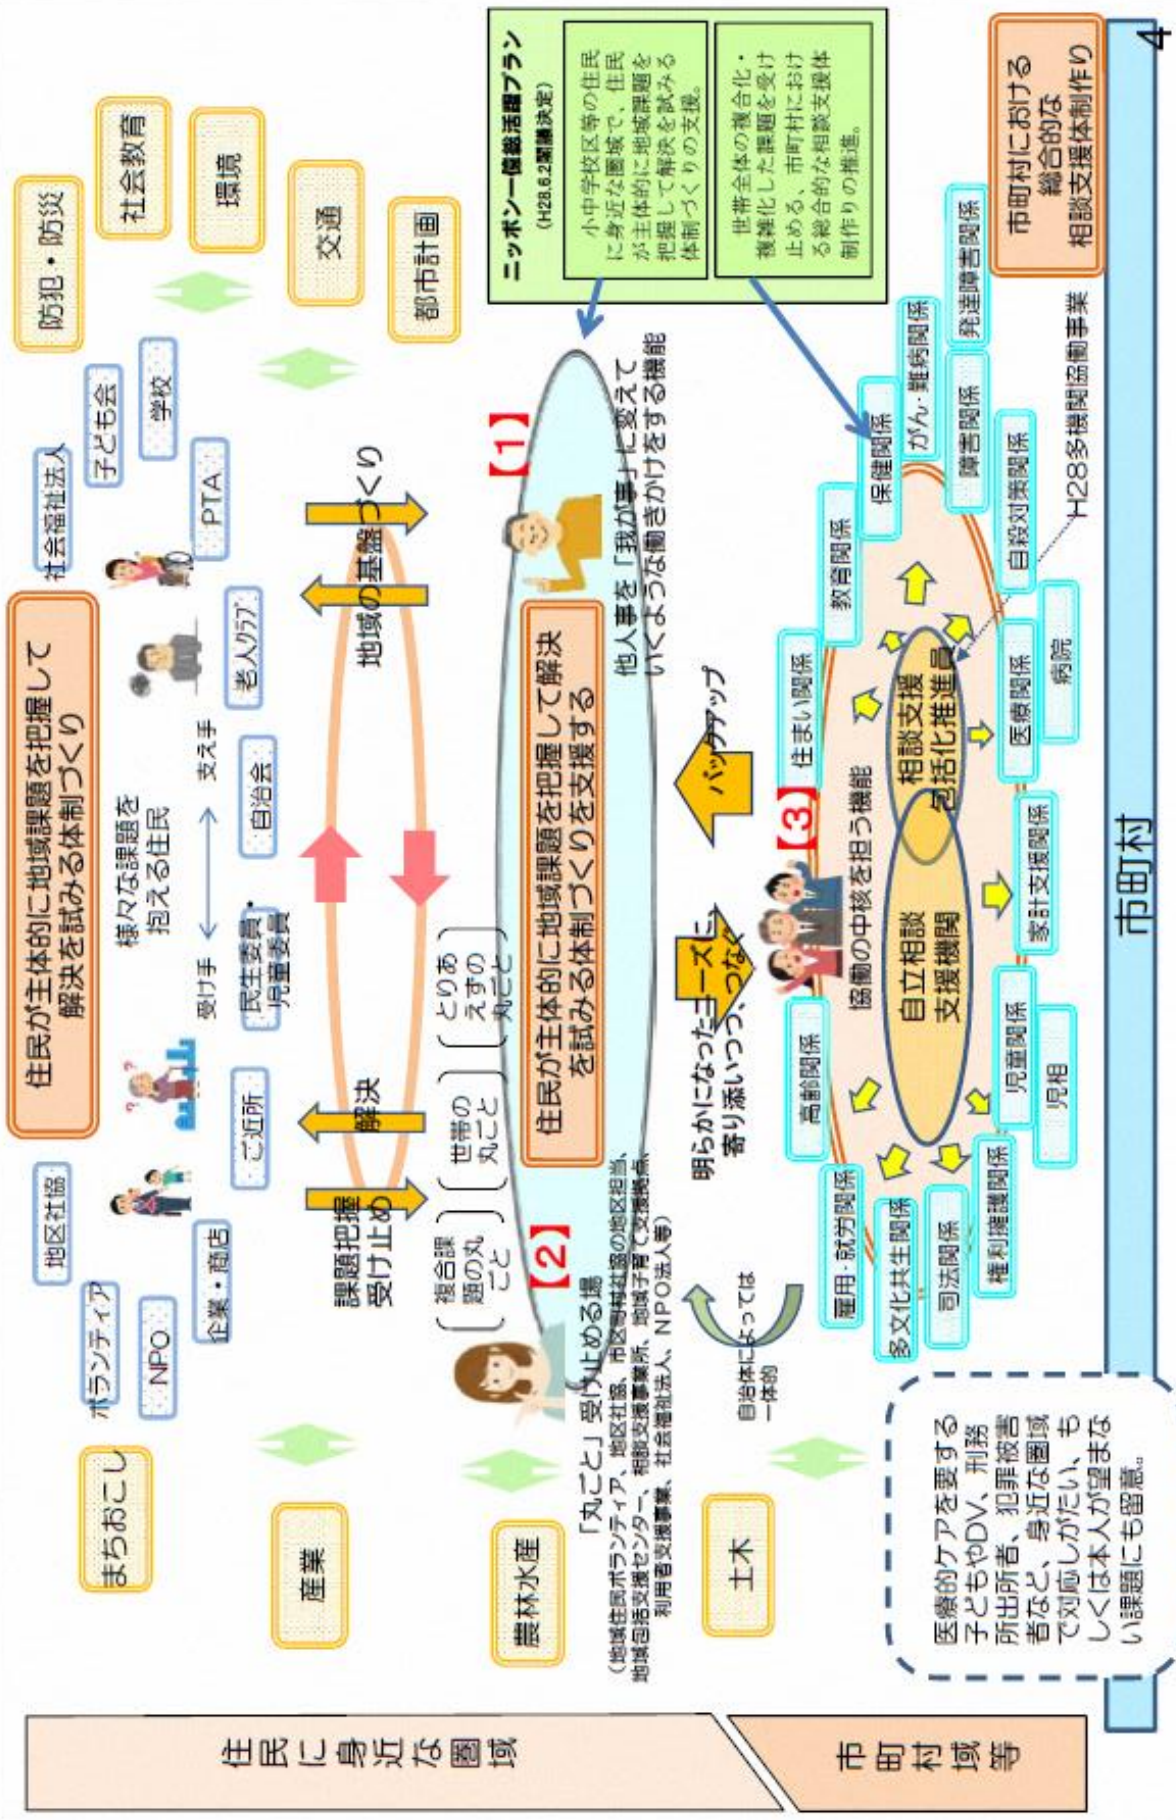 住民に身近な圏域
市町村域等
住民が主体的に地域課題を把握して
解決を試みる体制づくり
まちおこし
産業
農林水産
土木
防犯・防災
社会教育
環境
交通
都市計画
ボランティア
地区社協
NPO
企業・商店
ご近所
民生委員・
児童委員
自治会
老人クラブ
社会福祉法人
子ども会
学校
PTA
様々な課題を
抱える住民
受け手
支え手
課題把握
受け止め
解決
地域の基盤づくり
複合課
題の丸
ごと
世帯の
丸ごと
とりあ
えずの
丸ごと
【2】
【1】
住民が主体的に地域課題を把握して解決
を試みる体制づくりを支援する
「丸ごと」受け止める場
(地域住民ボランティア、地区社協、市区町村社協の地区担当、
地域包括支援センター、相談支援事業所、地域子育て支援拠点、
利用者支援事業、社会福祉法人、NPO法人等)
他人事を「我が事」に変えて
いくような働きかけをする機能
ニッポン一億総活躍プラン
(H28.6.2閣議決定)
小中学校区等の住民
に身近な圏域で、住民
が主体的に地域課題を
把握して解決を試みる
体制づくりの支援。
世帯全体の複合化・
複雑化した課題を受け
止める、市町村におけ
る総合的な相談支援体
制作りの推進。
明らかになったニーズに、
寄り添いつつ、つなぐ
バックアップ
自治体によっては
一体的
【3】
協働の中核を担う機能
自立相談
支援機関
相談支援
包括化推進員
高齢関係
雇用・就労関係
多文化共生関係
司法関係
権利擁護関係
児童関係
児相
家計支援関係
医療関係
病院
住まい関係
教育関係
保健関係
がん・難病関係
発達障害関係
障害関係
自殺対策関係
H28多機関協働事業
市町村における
総合的な
相談支援体制作り
医療的ケアを要する
子どもやDV、刑務
所出所者、犯罪被害
者など、身近な圏域
で対応しがたい、も
しくは本人が望まな
い課題にも留意。
市町村
4